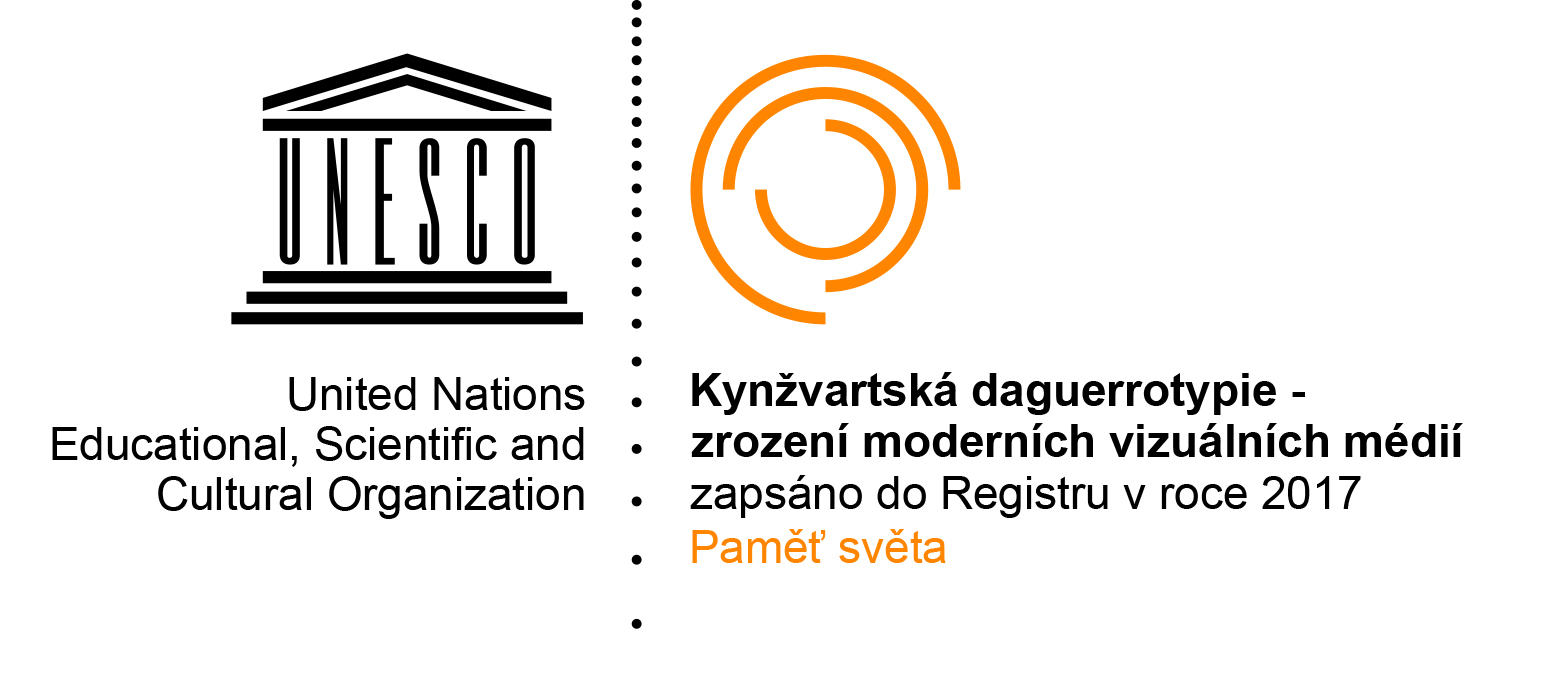 UNESCO
United Nations
Educational, Scientific and
Cultural Organization
Kynžvartská daguerrotypie -
zrození moderních vizuálních médií
zapsáno do Registru v roce 2017
Paměť světa